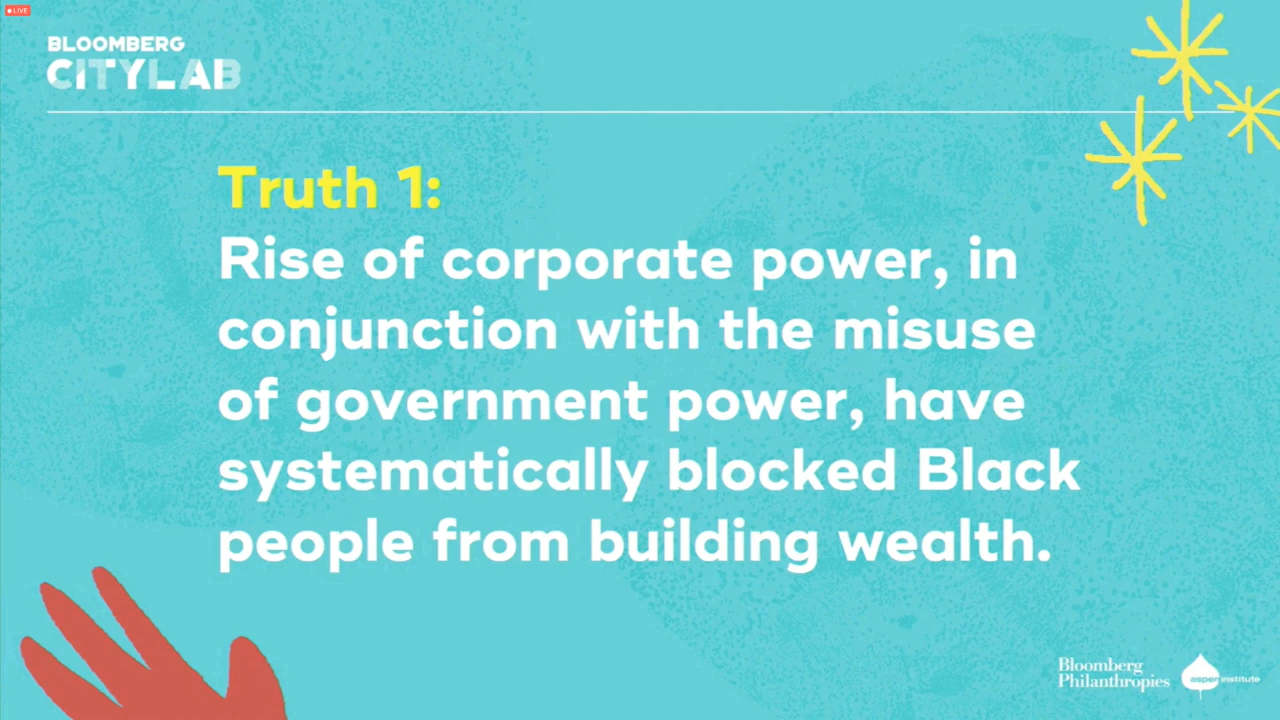 LIVE
BLOOMBERG
CITYLAB
Truth 1:
Rise of corporate power, in
conjunction with the misuse
of government power, have
systematically blocked Black
people from building wealth.
Bloomberg
Philanthropies
aspen institute